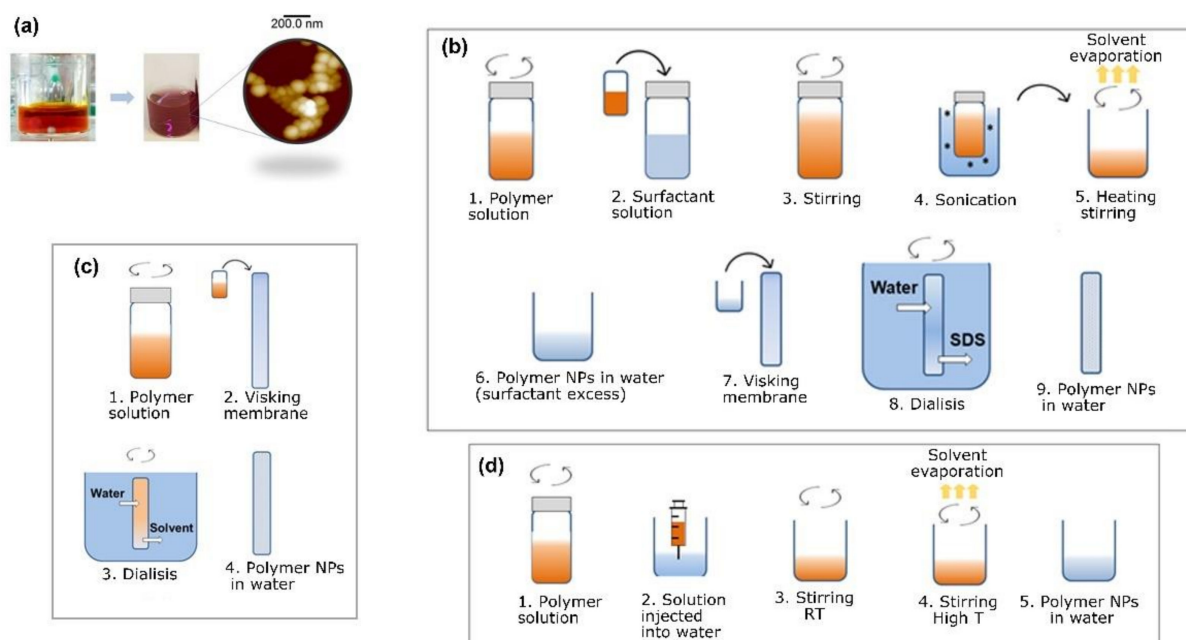 (a)
200.0 nm
(b)
Solvent
evaporation
1. Polymer
solution
2. Surfactant
solution
3. Stirring
4. Sonication
5. Heating
stirring
Water
SDS
6. Polymer NPs in water
(surfactant excess)
7. Visking
membrane
8. Dialisis
9. Polymer NPs
in water
(c)
1. Polymer
solution
2. Visking
membrane
Water
Solvent
3. Dialisis
4. Polymer NPs
in water
(d)
Solvent
evaporation
1. Polymer
solution
2. Solution
injected
into water
3. Stirring
RT
4. Stirring
High T
5. Polymer NPs
in water